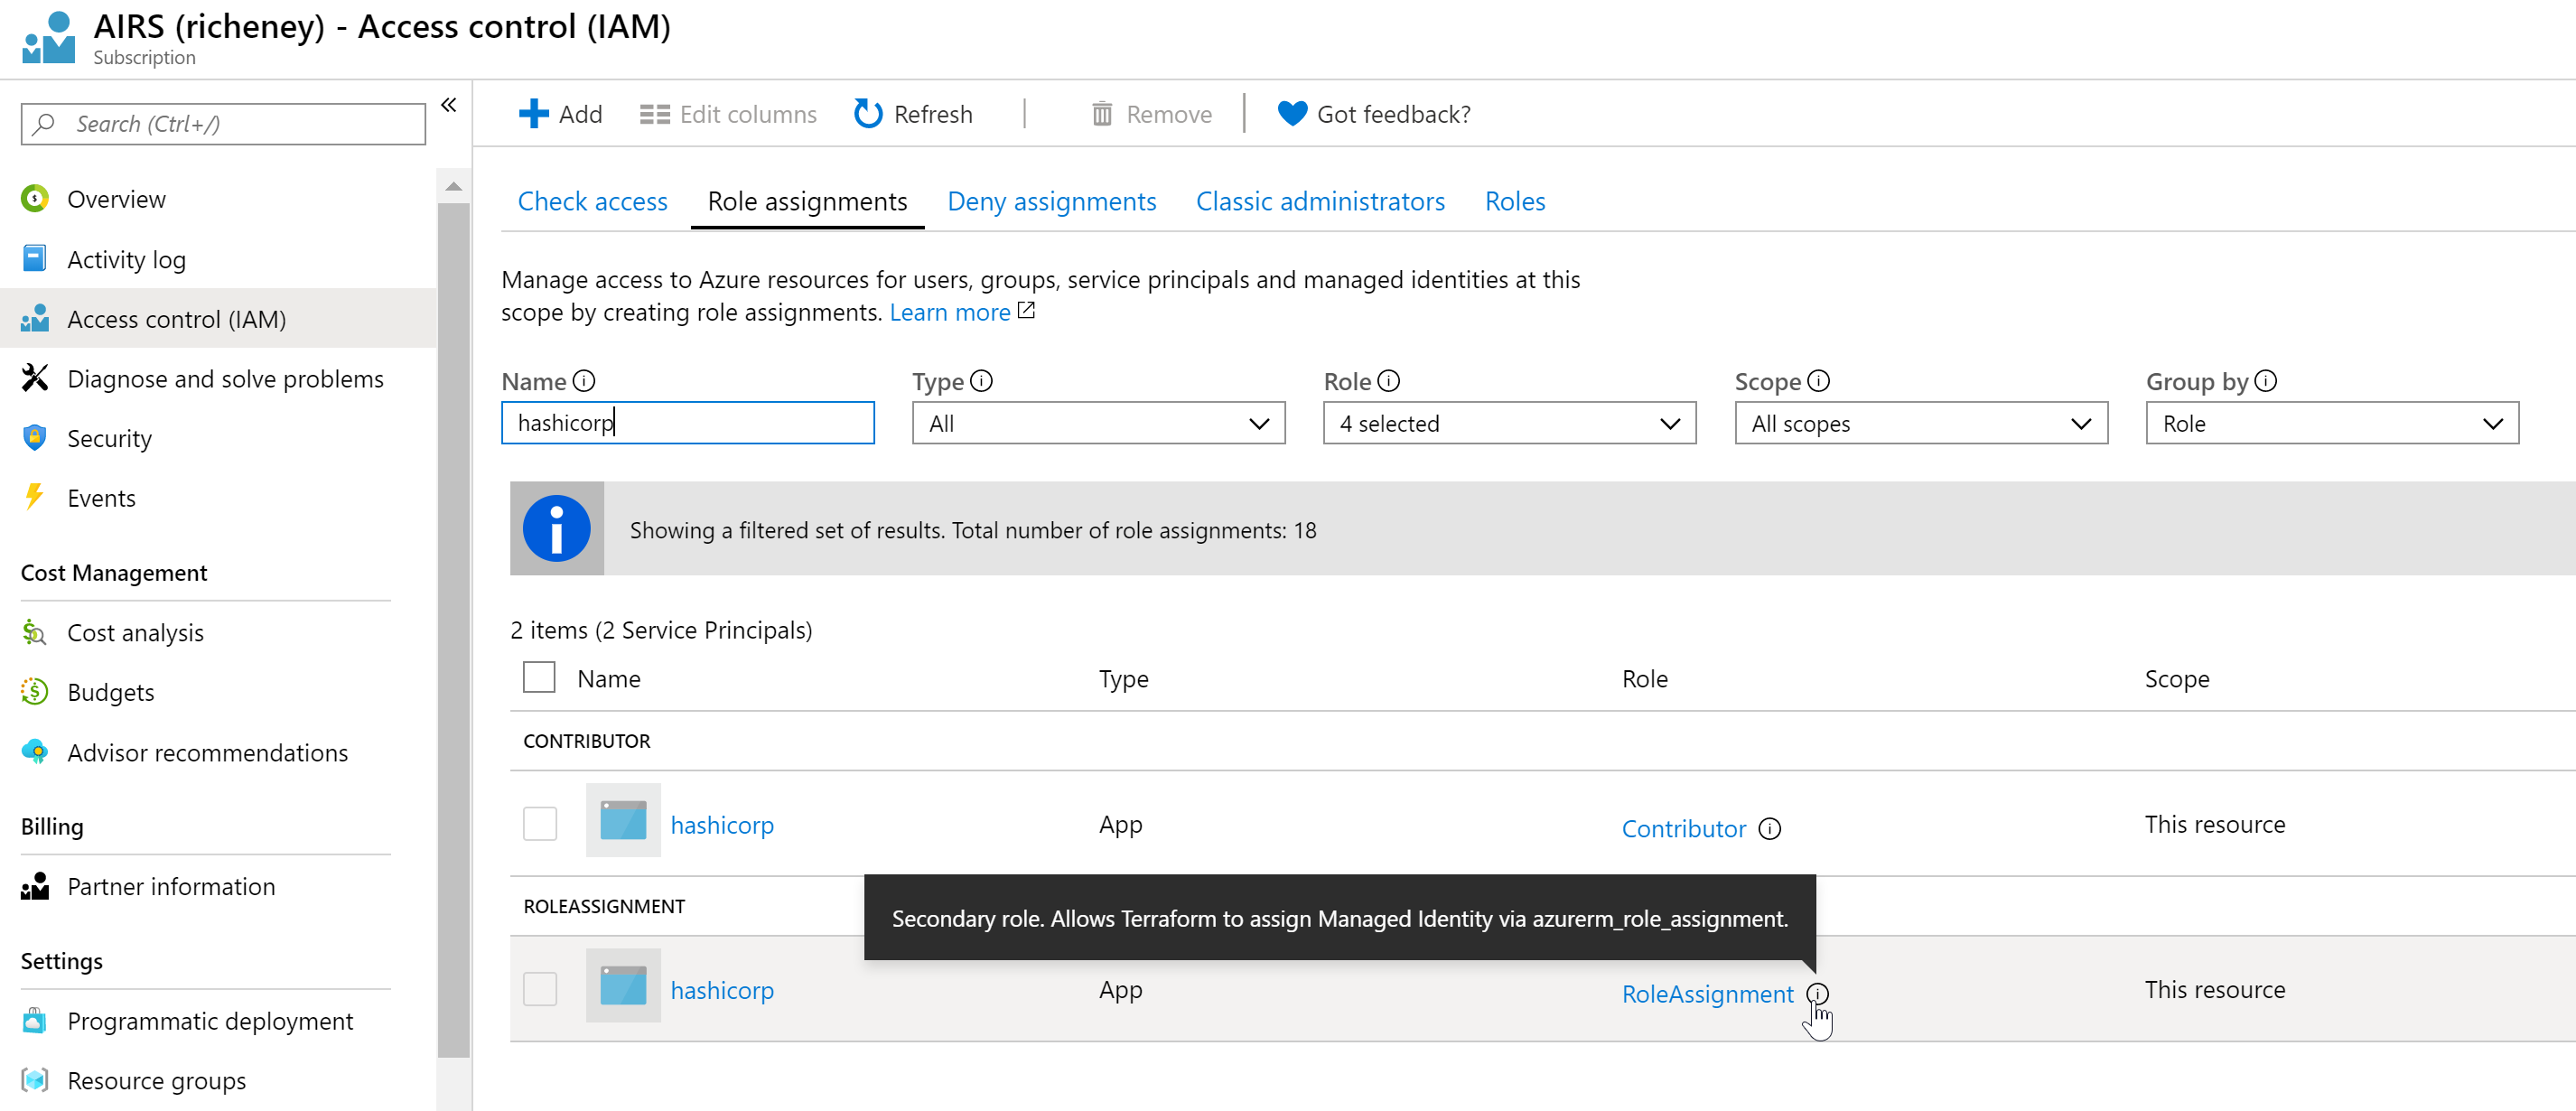 AIRS (richeney) - Access control (IAM)
Subscription
Search (Ctrl+/)
«
Overview
Activity log
Access control (IAM)
Diagnose and solve problems
Security
Events
Cost Management
Cost analysis
Budgets
Advisor recommendations
Billing
Partner information
Settings
Programmatic deployment
Resource groups
Add Edit columns Refresh Remove Got feedback?
Check access Role assignments Deny assignments Classic administrators Roles
Manage access to Azure resources for users, groups, service principals and managed identities at this
scope by creating role assignments. Learn more
Name Type Role Scope Group by
hashicorp All 4 selected All scopes Role
Showing a filtered set of results. Total number of role assignments: 18
2 items (2 Service Principals)
Name Type Role Scope
CONTRIBUTOR
hashicorp App Contributor This resource
ROLEASSIGNMENT
Secondary role. Allows Terraform to assign Managed Identity via azurerm_role_assignment.
hashicorp App RoleAssignment This resource